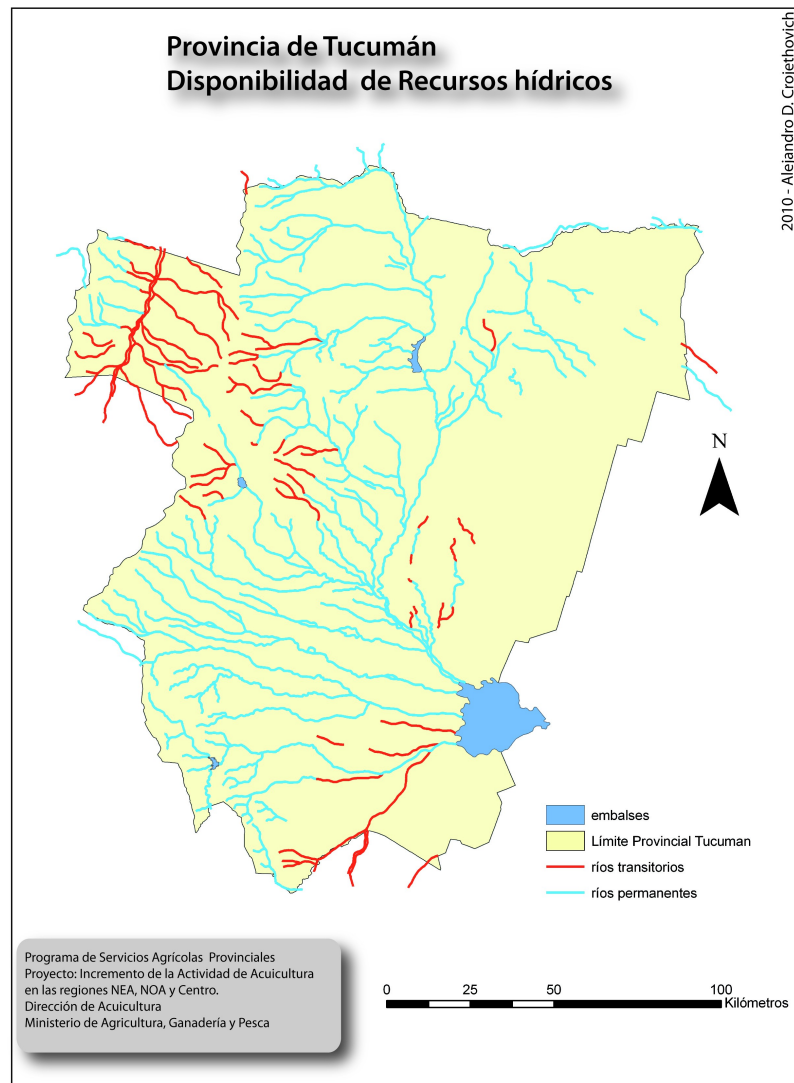 Provincia de Tucumán
Disponibilidad de Recursos hídricos
2010 - Alejandro D. Croiethovich
N
embalses
Límite Provincial Tucuman
ríos transitorios
ríos permanentes
Programa de Servicios Agrícolas Provinciales
Proyecto: Incremento de la Actividad de Acuicultura
en las regiones NEA, NOA y Centro.
Dirección de Acuicultura
Ministerio de Agricultura, Ganadería y Pesca
0 25 50 100
Kilómetros